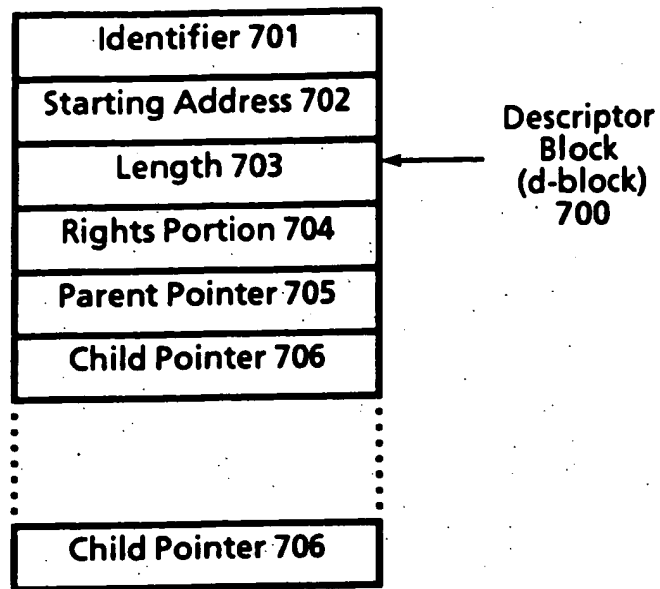 Identifier 701
Starting Address 702
Length 703
Rights Portion 704
Parent Pointer 705
Child Pointer 706
Child Pointer 706
Descriptor
Block
(d-block)
700